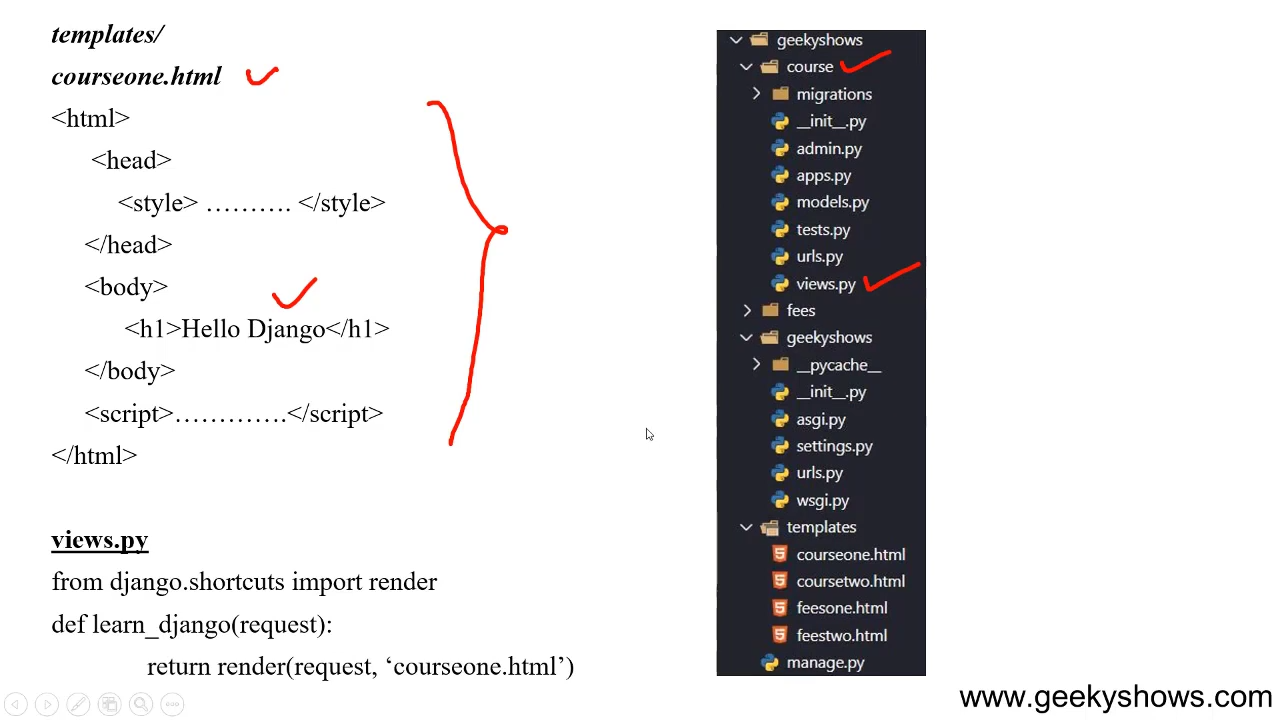 templates/
courseone.html
<html>
<head>
<style> ………. </style>
</head>
<body>
<h1>Hello Django</h1>
</body>
<script>………….</script>
</html>
views.py
from django.shortcuts import render
def learn_django(request):
return render(request, ‘courseone.html’)
geekyshows
course
migrations
__init__.py
admin.py
apps.py
models.py
tests.py
urls.py
views.py
fees
geekyshows
__pycache__
__init__.py
asgi.py
settings.py
urls.py
wsgi.py
templates
courseone.html
coursetwo.html
feesone.html
feestwo.html
manage.py
www.geekyshows.com